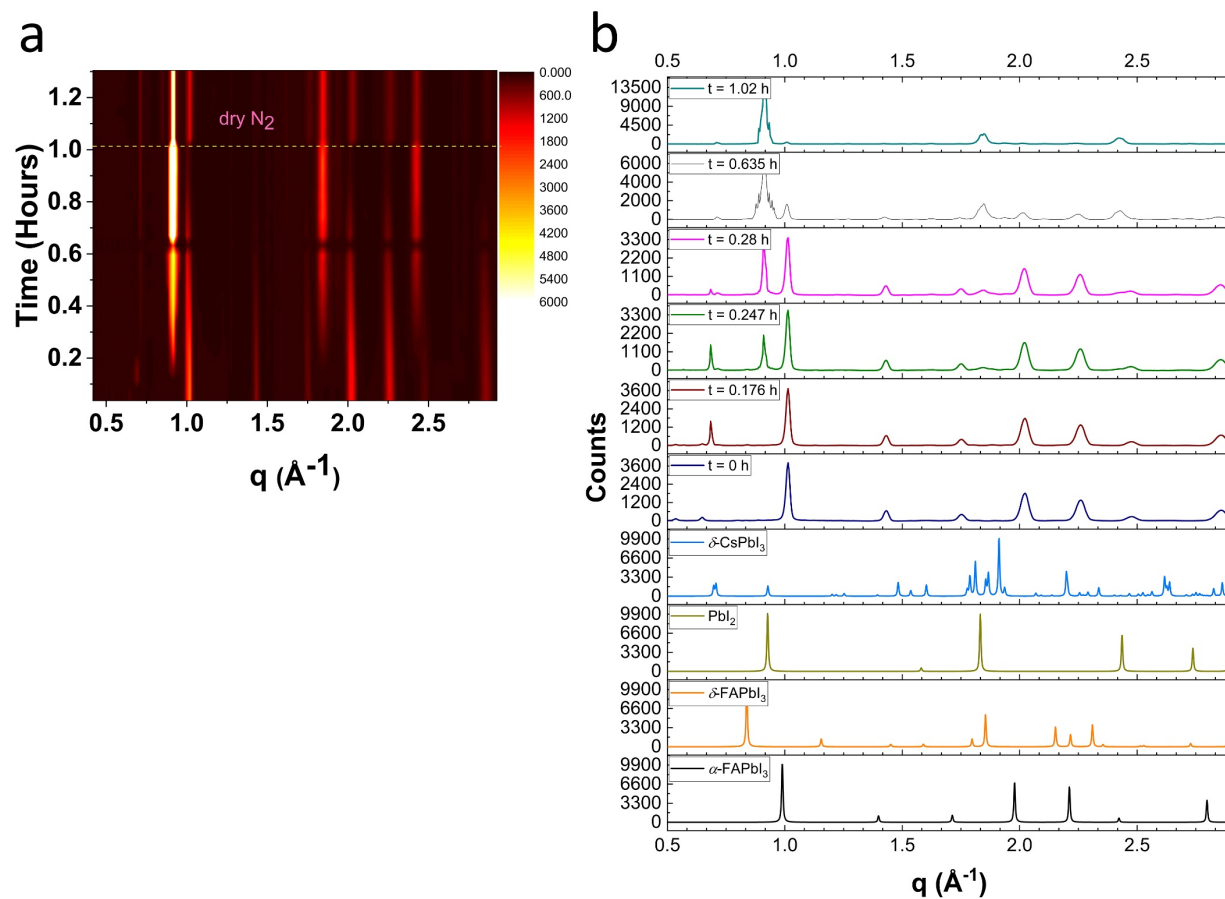 a
dry N2
0.000
600.0
1200
1800
2400
3000
3600
4200
4800
5400
6000
1.2
1.0
0.8
0.6
0.4
0.2
Time (Hours)
0.5 1.0 1.5 2.0 2.5
q (Å-1)
b
0.5 1.0 1.5 2.0 2.5
t = 1.02 h
13500
9000
4500
0
t = 0.635 h
6000
4000
2000
0
t = 0.28 h
3300
2200
1100
0
t = 0.247 h
3300
2200
1100
0
t = 0.176 h
3600
2400
1200
0
t = 0 h
3600
2400
1200
0
δ-CsPbI3
9900
6600
3300
0
PbI2
9900
6600
3300
0
δ-FAPbI3
9900
6600
3300
0
α-FAPbI3
9900
6600
3300
0
Counts
0.5 1.0 1.5 2.0 2.5
q (Å-1)